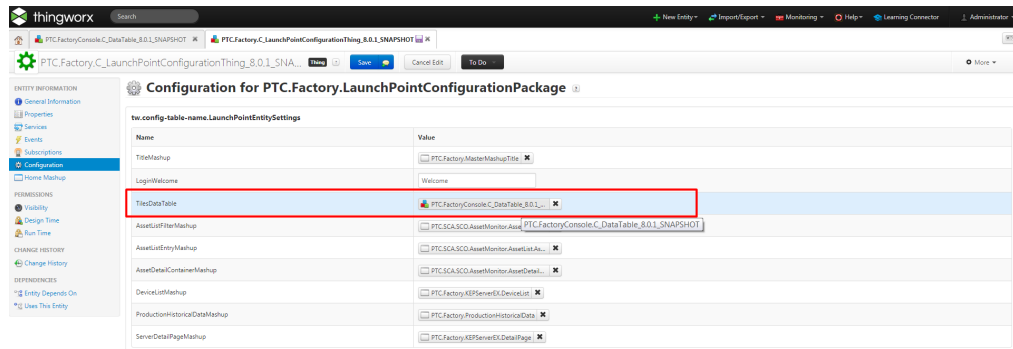 thingworx
Search
New Entity
Import/Export
Monitoring
Help
Learning Connector
Administrator
PTC.FactoryConsole.C_DataTable_8.0.1_SNAPSHOT
PTC.Factory.C_LaunchPointConfigurationThing_8.0.1_SNAPSHOT
PTC.Factory.C_LaunchPointConfigurationThing_8.0.1_SNA...
Thing
Save
Cancel Edit
To Do
More
ENTITY INFORMATION
General Information
Properties
Services
Events
Subscriptions
Configuration
Home Mashup
PERMISSIONS
Visibility
Design Time
Run Time
CHANGE HISTORY
Change History
DEPENDENCIES
Entity Depends On
Uses This Entity
Configuration for PTC.Factory.LaunchPointConfigurationPackage
tw.config-table-name.LaunchPointEntitySettings
Name Value
TitleMashup PTC.Factory.MasterMashupTitle
LoginWelcome Welcome
TilesDataTable PTC.FactoryConsole.C_DataTable_8.0.1_...
AssetListFilterMashup PTC.SCA.SCO.AssetMonitor.Asse
PTC.FactoryConsole.C_DataTable_8.0.1_SNAPSHOT
AssetListEntryMashup PTC.SCA.SCO.AssetMonitor.AssetList.As...
AssetDetailContainerMashup PTC.SCA.SCO.AssetMonitor.AssetDetail...
DeviceListMashup PTC.Factory.KEPServerEX.DeviceList
ProductionHistoricalDataMashup PTC.Factory.ProductionHistoricalData
ServerDetailPageMashup PTC.Factory.KEPServerEX.DetailPage